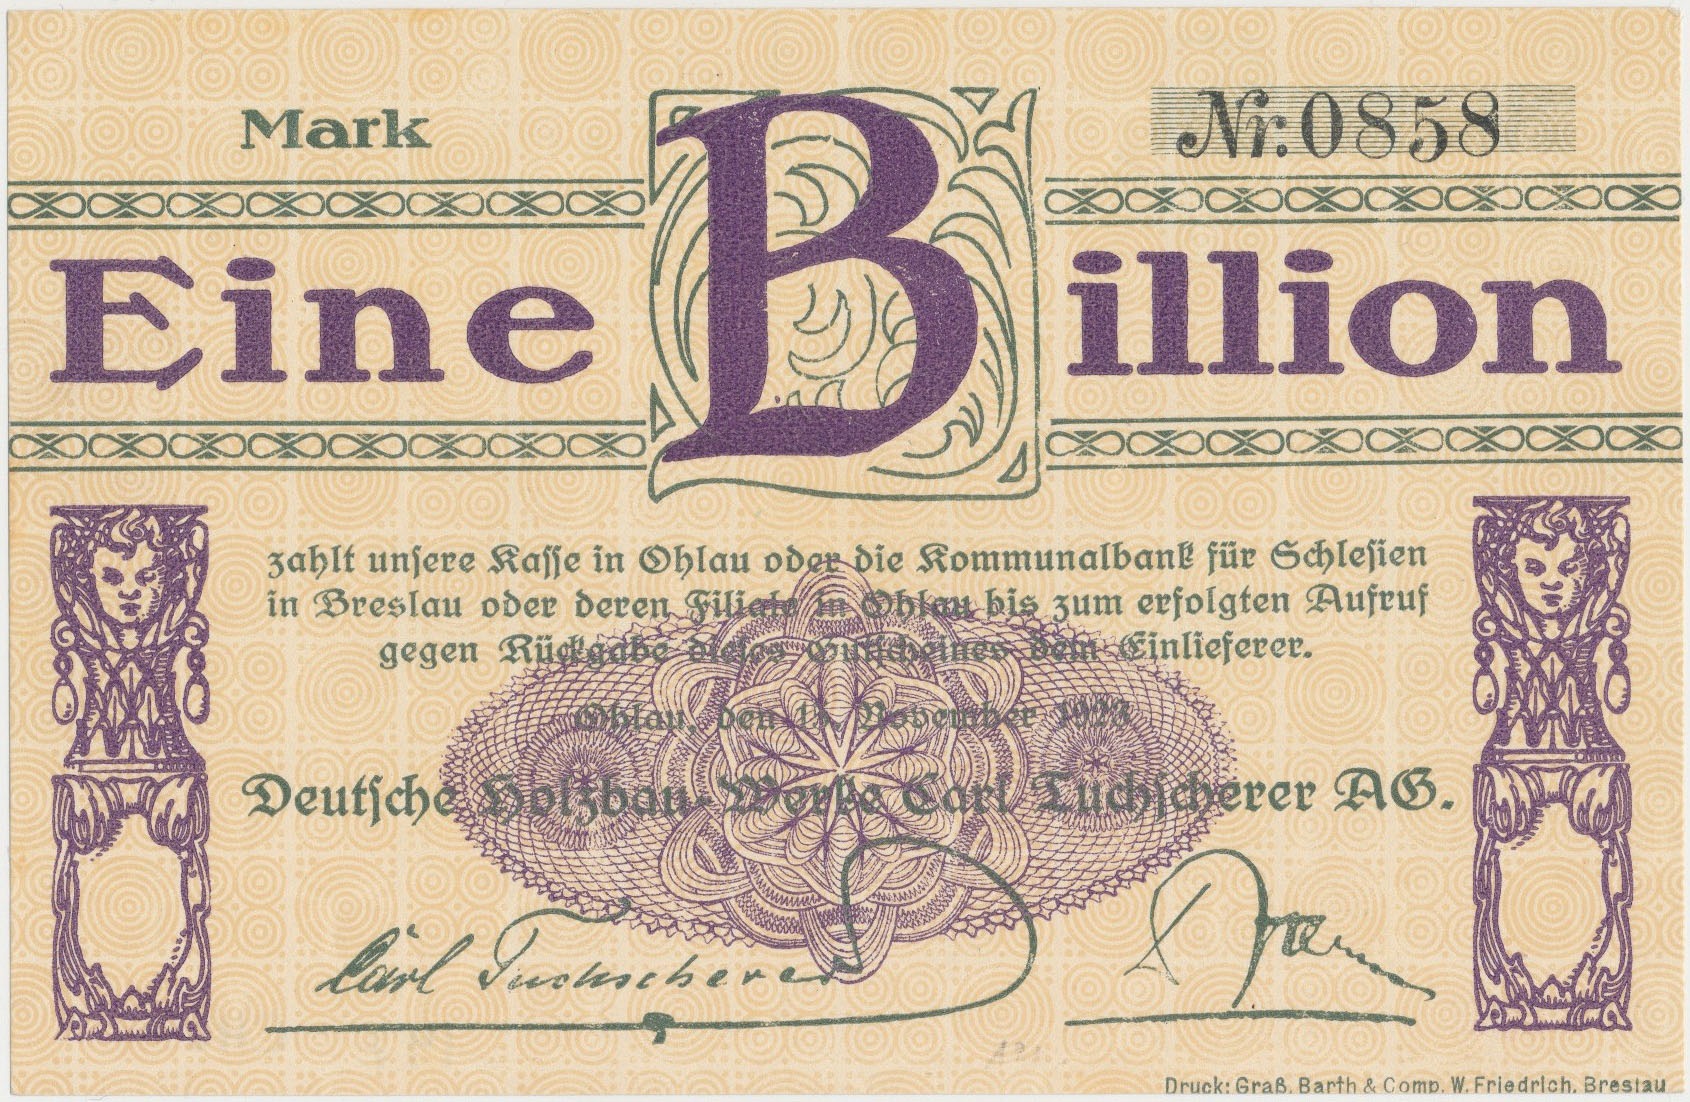 Mark
Nr. 0858
Eine Billion
zahlt unsere Kasse in Ohlau oder die Kommunalbank für Schlesien
in Breslau oder deren Filiale in Ohlau bis zum erfolgten Aufruf
gegen Rückgabe dieses Gutscheines dem Einlieferer.
Ohlau, den 15. November 1923
Deutsche Holzbau-Werke Carl Tuchscherer AG.
Carl Tuchscherer
Druck: Graß, Barth & Comp. W. Friedrich, Breslau